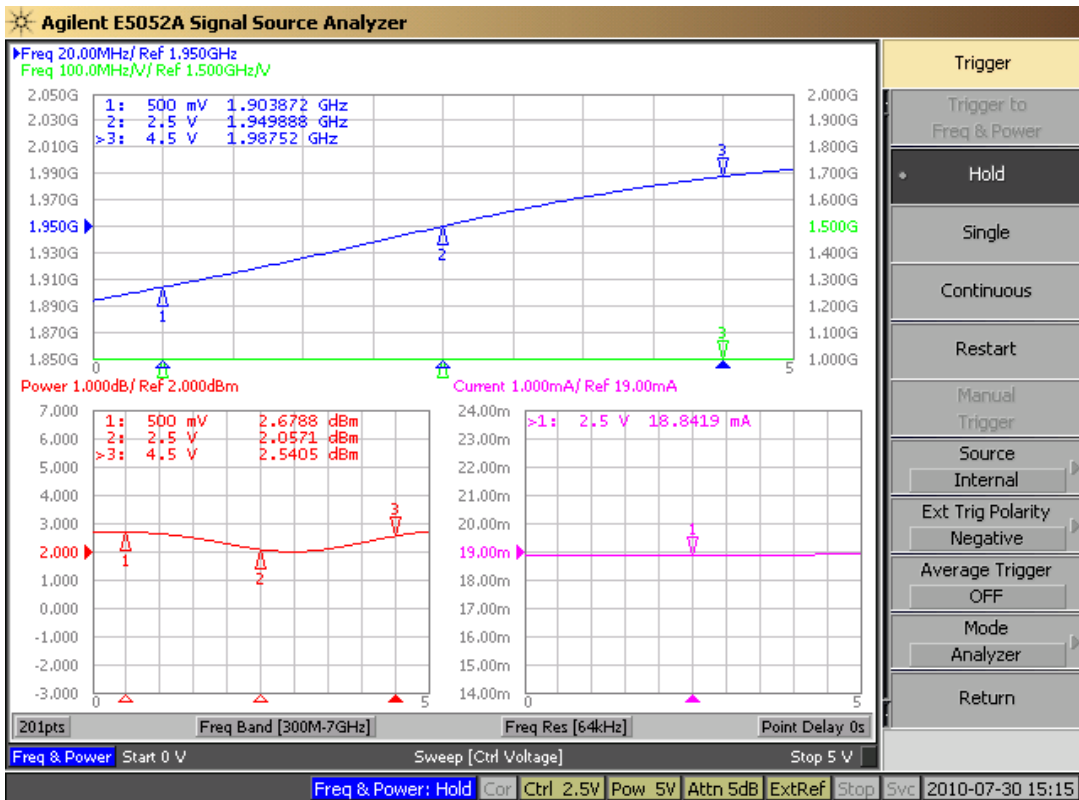 Agilent E5052A Signal Source Analyzer
Freq 20.00MHz/ Ref 1.950GHz
Freq 100.0MHz/V/ Ref 1.500GHz/V
1: 500 mV 1.903872 GHz
2: 2.5 V 1.949888 GHz
>3: 4.5 V 1.98752 GHz
2.050G
2.030G
2.010G
1.990G
1.970G
1.950G
1.930G
1.910G
1.890G
1.870G
1.850G
2.000G
1.900G
1.800G
1.700G
1.600G
1.500G
1.400G
1.300G
1.200G
1.100G
1.000G
1
2
3
3
0
5
Power 1.000dB/ Ref 2.000dBm
1: 500 mV 2.6788 dBm
2: 2.5 V 2.0571 dBm
>3: 4.5 V 2.5405 dBm
7.000
6.000
5.000
4.000
3.000
2.000
1.000
0.000
-1.000
-2.000
-3.000
1
2
3
0
5
Current 1.000mA/ Ref 19.00mA
>1: 2.5 V 18.8419 mA
24.00m
23.00m
22.00m
21.00m
20.00m
19.00m
18.00m
17.00m
16.00m
15.00m
14.00m
1
0
5
201pts Freq Band [300M-7GHz] Freq Res [64kHz] Point Delay 0s
Freq & Power Start 0 V Sweep [Ctrl Voltage] Stop 5 V
Trigger
Trigger to
Freq & Power
Hold
Single
Continuous
Restart
Manual
Trigger
Source
Internal
Ext Trig Polarity
Negative
Average Trigger
OFF
Mode
Analyzer
Return
Freq & Power: Hold Cor Ctrl 2.5V Pow 5V Attn 5dB ExtRef Stop Svc 2010-07-30 15:15